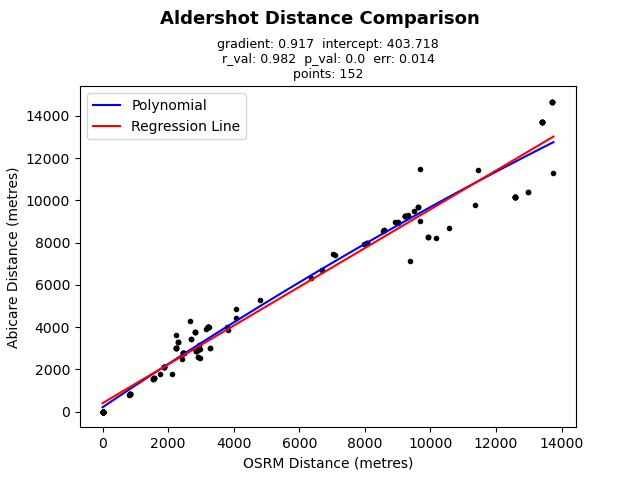 Aldershot Distance Comparison
gradient: 0.917  intercept: 403.718
r_val: 0.982  p_val: 0.0  err: 0.014
points: 152
Polynomial
Regression Line
14000
12000
10000
8000
6000
4000
2000
0
Abicare Distance (metres)
0 2000 4000 6000 8000 10000 12000 14000
OSRM Distance (metres)